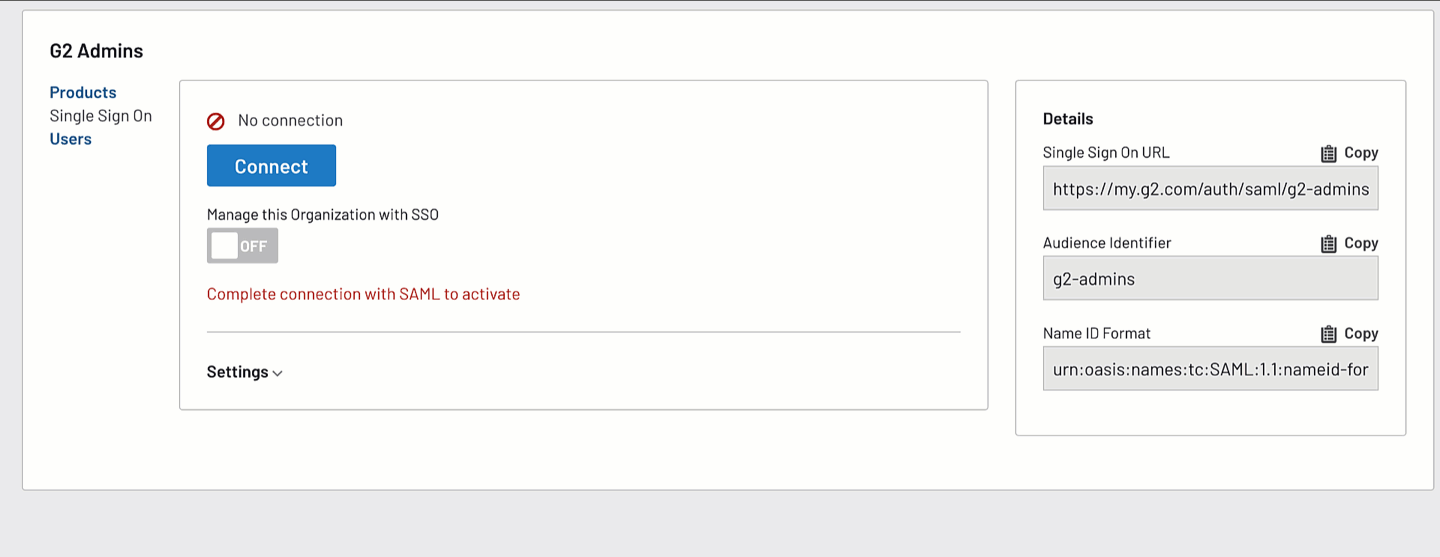 G2 Admins
Products
Single Sign On
Users
No connection
Connect
Manage this Organization with SSO
OFF
Complete connection with SAML to activate
Settings
Details
Single Sign On URL
Copy
https://my.g2.com/auth/saml/g2-admins
Audience Identifier
Copy
g2-admins
Name ID Format
Copy
urn:oasis:names:tc:SAML:1.1:nameid-for